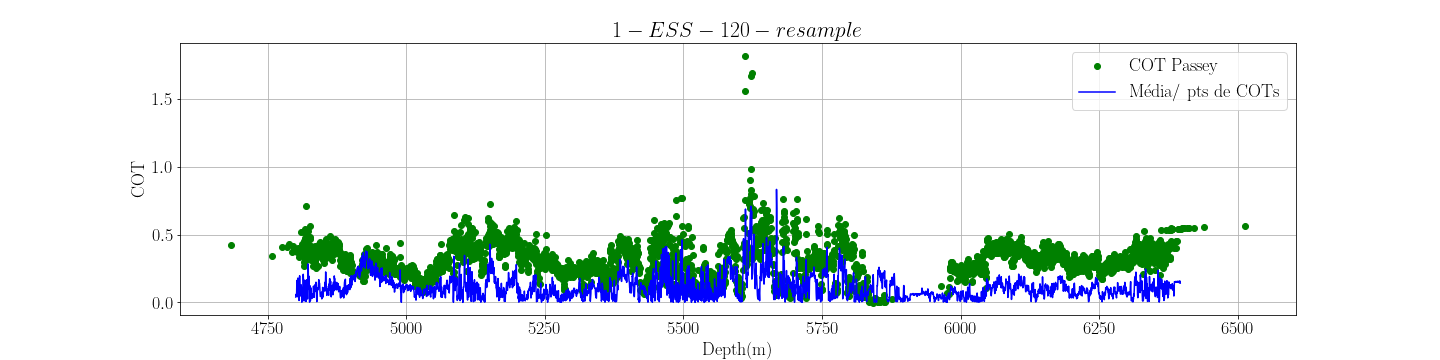 1 − ESS − 120 − resample
COT Passey
Média/ pts de COTs
1.5
1.0
0.5
0.0
COT
4750 5000 5250 5500 5750 6000 6250 6500
Depth(m)